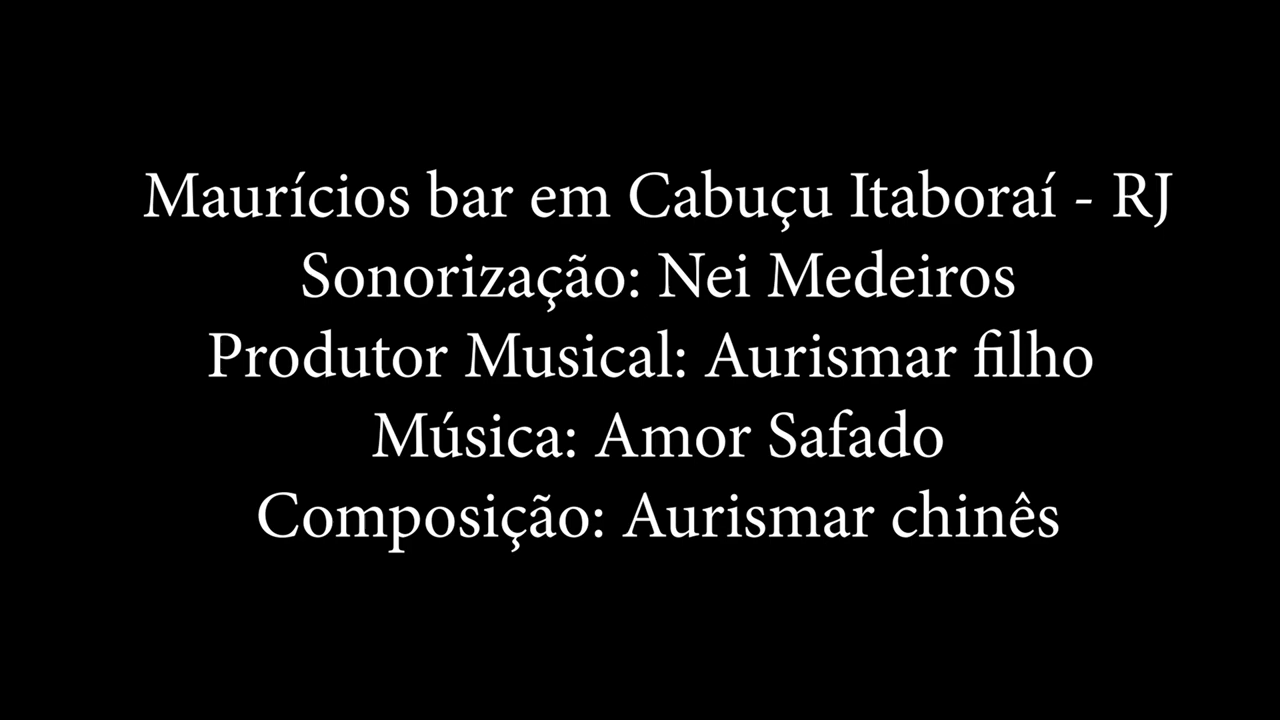 Maurícios bar em Cabuçu Itaboraí - RJ
Sonorização: Nei Medeiros
Produtor Musical: Aurismar filho
Música: Amor Safado
Composição: Aurismar chinês